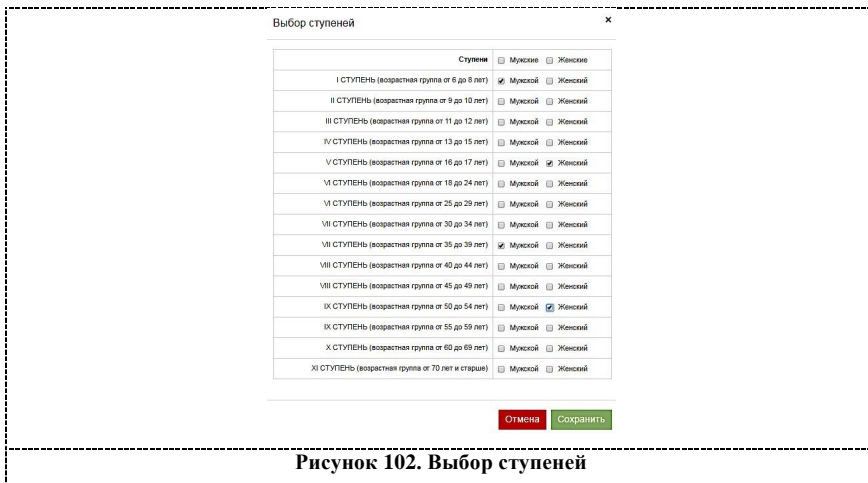 Выбор ступеней ×
Ступени Мужские Женские
I СТУПЕНЬ (возрастная группа от 6 до 8 лет) Мужской Женский
II СТУПЕНЬ (возрастная группа от 9 до 10 лет) Мужской Женский
III СТУПЕНЬ (возрастная группа от 11 до 12 лет) Мужской Женский
IV СТУПЕНЬ (возрастная группа от 13 до 15 лет) Мужской Женский
V СТУПЕНЬ (возрастная группа от 16 до 17 лет) Мужской Женский
VI СТУПЕНЬ (возрастная группа от 18 до 24 лет) Мужской Женский
VI СТУПЕНЬ (возрастная группа от 25 до 29 лет) Мужской Женский
VII СТУПЕНЬ (возрастная группа от 30 до 34 лет) Мужской Женский
VII СТУПЕНЬ (возрастная группа от 35 до 39 лет) Мужской Женский
VIII СТУПЕНЬ (возрастная группа от 40 до 44 лет) Мужской Женский
VIII СТУПЕНЬ (возрастная группа от 45 до 49 лет) Мужской Женский
IX СТУПЕНЬ (возрастная группа от 50 до 54 лет) Мужской Женский
IX СТУПЕНЬ (возрастная группа от 55 до 59 лет) Мужской Женский
X СТУПЕНЬ (возрастная группа от 60 до 69 лет) Мужской Женский
XI СТУПЕНЬ (возрастная группа от 70 лет и старше) Мужской Женский
Отмена Сохранить
Рисунок 102. Выбор ступеней